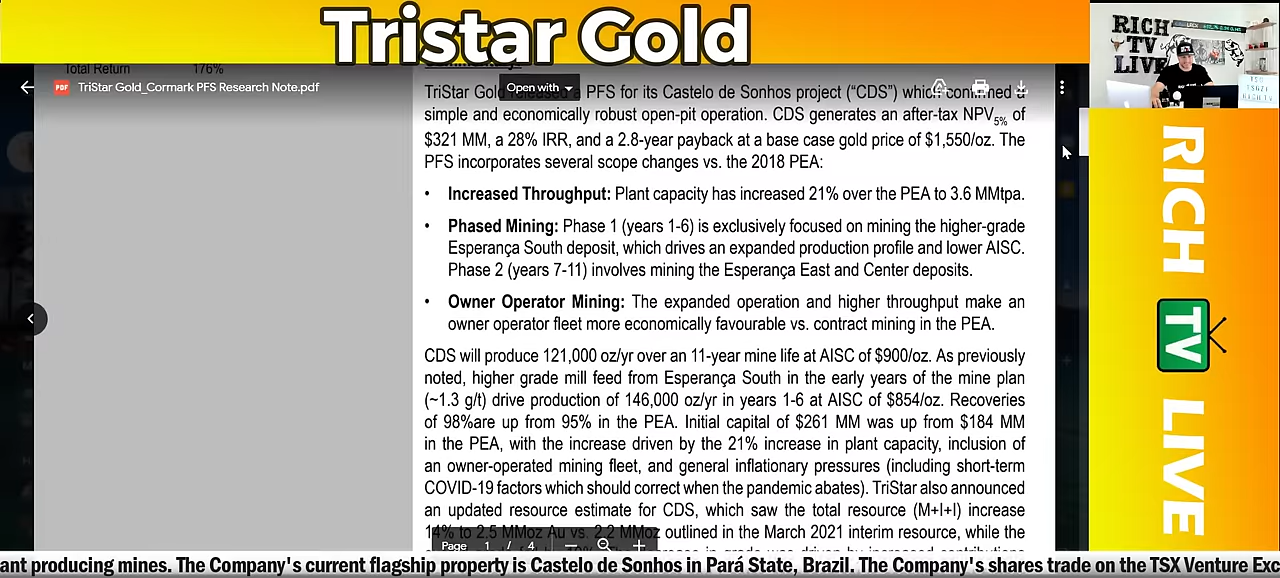 Tristar Gold
RICH
TV
LIVE
Total Return 176%
TriStar Gold_Cormark PFS Research Note.pdf
Open with
TriStar Gold released a PFS for its Castelo de Sonhos project (“CDS”) which confirmed a
simple and economically robust open-pit operation. CDS generates an after-tax NPV5% of
$321 MM, a 28% IRR, and a 2.8-year payback at a base case gold price of $1,550/oz. The
PFS incorporates several scope changes vs. the 2018 PEA:
• Increased Throughput: Plant capacity has increased 21% over the PEA to 3.6 MMtpa.
• Phased Mining: Phase 1 (years 1-6) is exclusively focused on mining the higher-grade
Esperança South deposit, which drives an expanded production profile and lower AISC.
Phase 2 (years 7-11) involves mining the Esperança East and Center deposits.
• Owner Operator Mining: The expanded operation and higher throughput make an
owner operator fleet more economically favourable vs. contract mining in the PEA.
CDS will produce 121,000 oz/yr over an 11-year mine life at AISC of $900/oz. As previously
noted, higher grade mill feed from Esperança South in the early years of the mine plan
(~1.3 g/t) drive production of 146,000 oz/yr in years 1-6 at AISC of $854/oz. Recoveries
of 98%are up from 95% in the PEA. Initial capital of $261 MM was up from $184 MM
in the PEA, with the increase driven by the 21% increase in plant capacity, inclusion of
an owner-operated mining fleet, and general inflationary pressures (including short-term
COVID-19 factors which should correct when the pandemic abates). TriStar also announced
an updated resource estimate for CDS, which saw the total resource (M+I+I) increase
14% to 2.5 MMoz Au vs. 2.2 MMoz outlined in the March 2021 interim resource, while the
Page 1 / 4
RICH
TV
LIVE
ant producing mines. The Company's current flagship property is Castelo de Sonhos in Pará State, Brazil. The Company's shares trade on the TSX Venture Exc